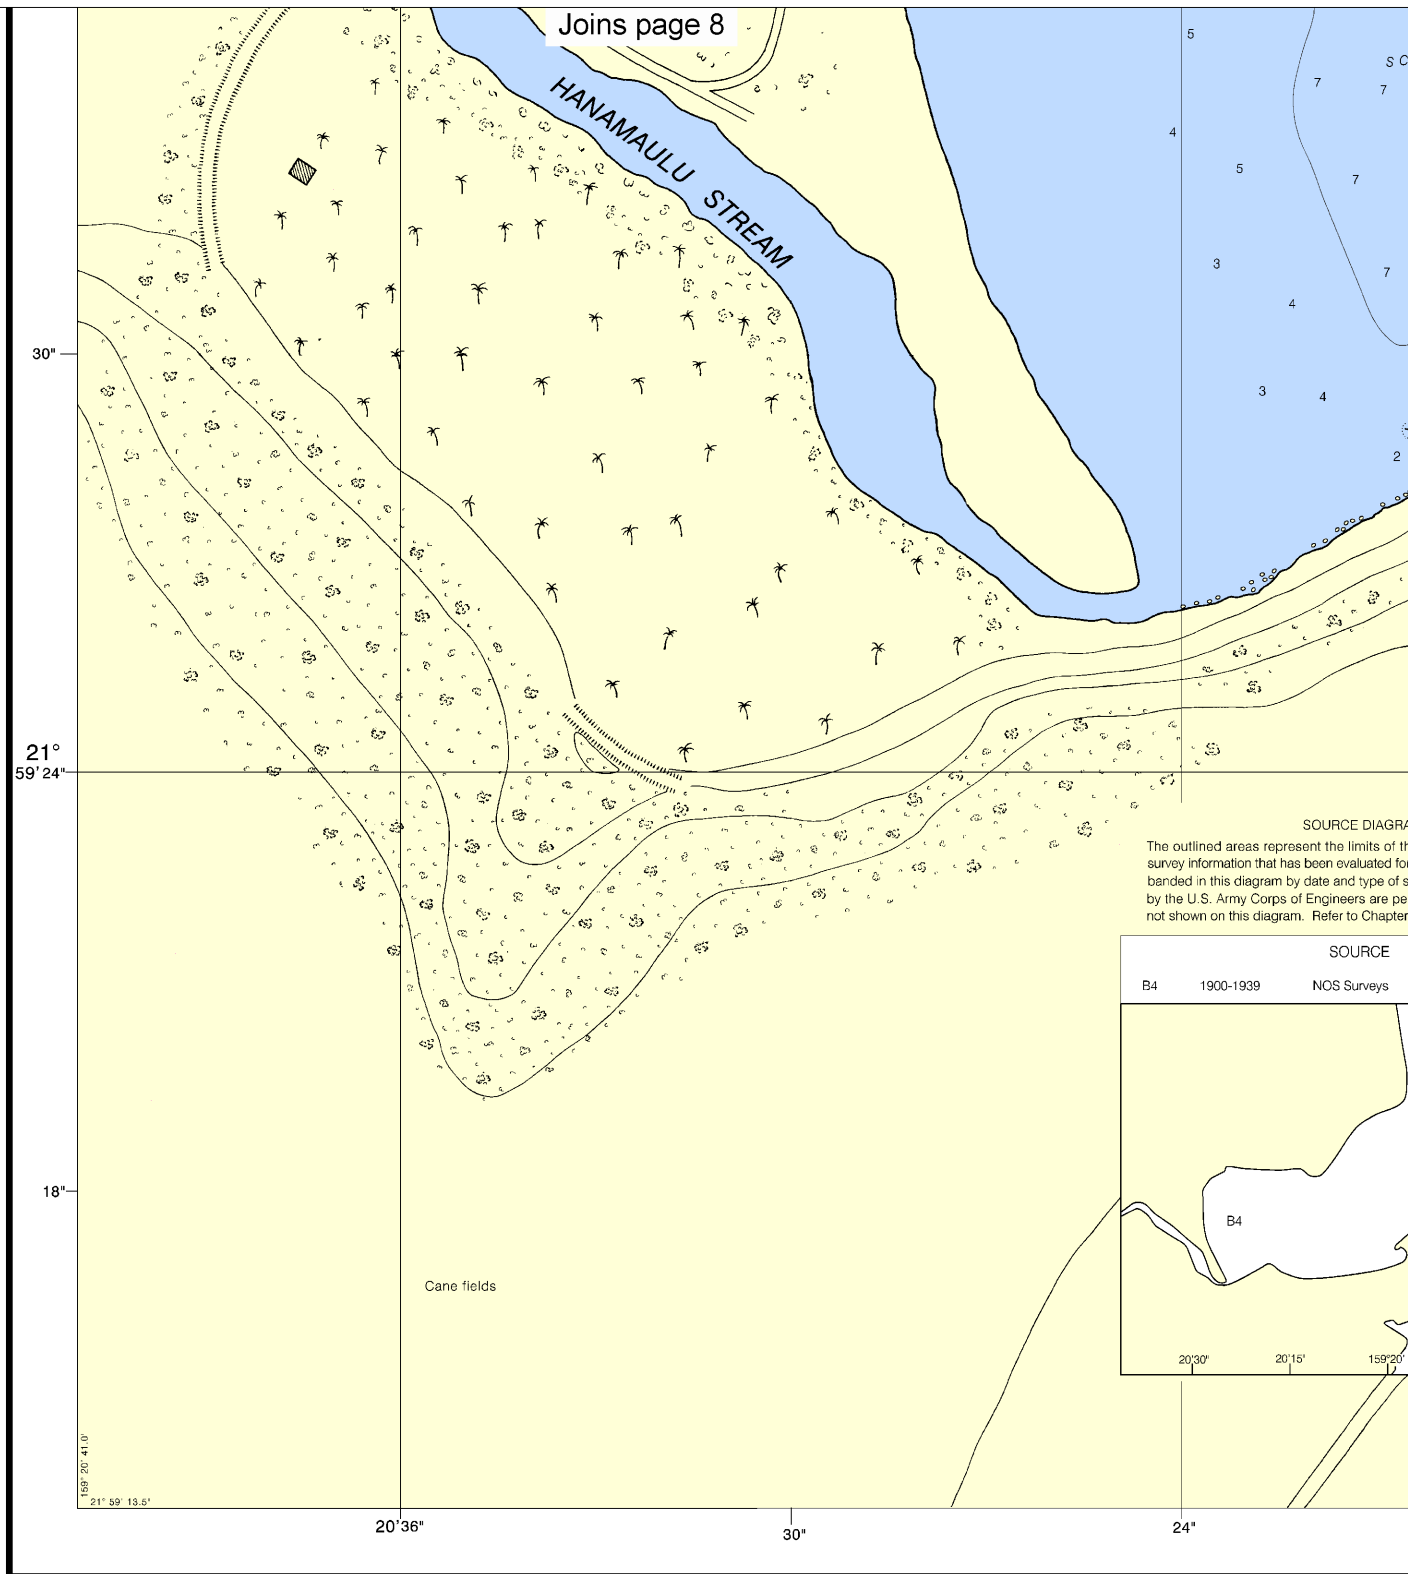 Joins page 8
HANAMAULU STREAM
5
S C
7
7
4
5
7
3
7
4
30"
3
4
2
21°
59' 24"
SOURCE DIAGRA
The outlined areas represent the limits of th
survey information that has been evaluated for
banded in this diagram by date and type of s
by the U.S. Army Corps of Engineers are pe
not shown on this diagram. Refer to Chapter
SOURCE
B4 1900-1939 NOS Surveys
18"
B4
Cane fields
20'30" 20'15" 159°20'
159° 20' 41.0'
21° 59' 13.5"
20'36"
30"
24"